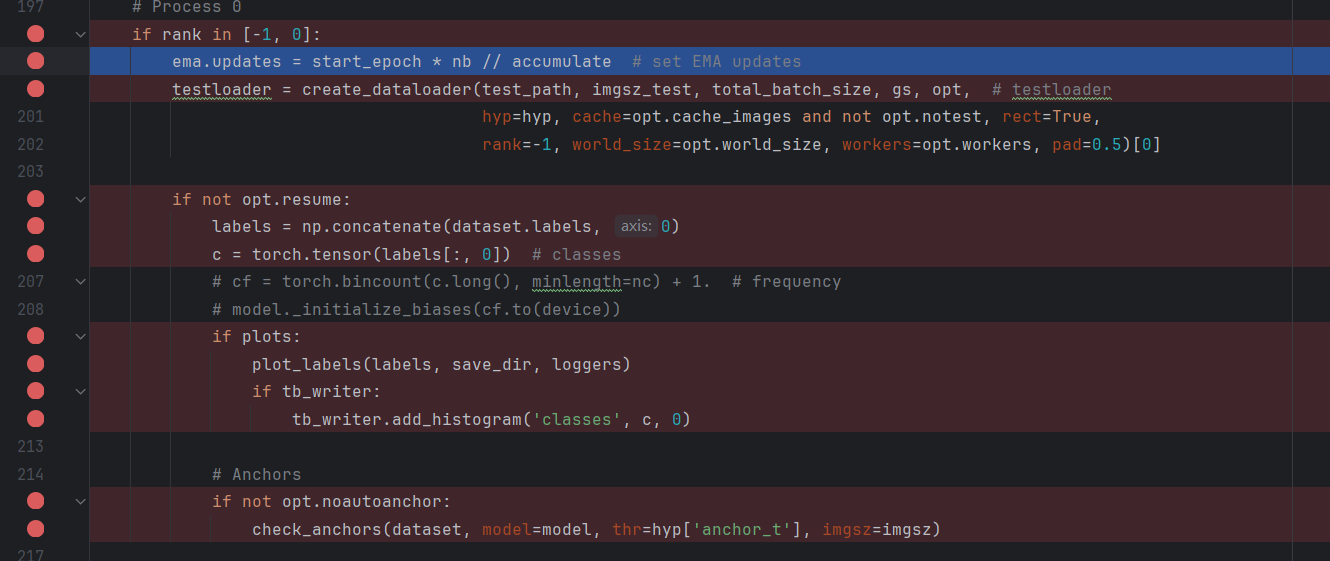 197 # Process 0
if rank in [-1, 0]:
ema.updates = start_epoch * nb // accumulate  # set EMA updates
testloader = create_dataloader(test_path, imgsz_test, total_batch_size, gs, opt,  # testloader
201 hyp=hyp, cache=opt.cache_images and not opt.notest, rect=True,
202 rank=-1, world_size=opt.world_size, workers=opt.workers, pad=0.5)[0]
203
if not opt.resume:
labels = np.concatenate(dataset.labels, axis: 0)
c = torch.tensor(labels[:, 0])  # classes
207 # cf = torch.bincount(c.long(), minlength=nc) + 1.  # frequency
208 # model._initialize_biases(cf.to(device))
if plots:
plot_labels(labels, save_dir, loggers)
if tb_writer:
tb_writer.add_histogram('classes', c, 0)
213
214 # Anchors
if not opt.noautoanchor:
check_anchors(dataset, model=model, thr=hyp['anchor_t'], imgsz=imgsz)
217